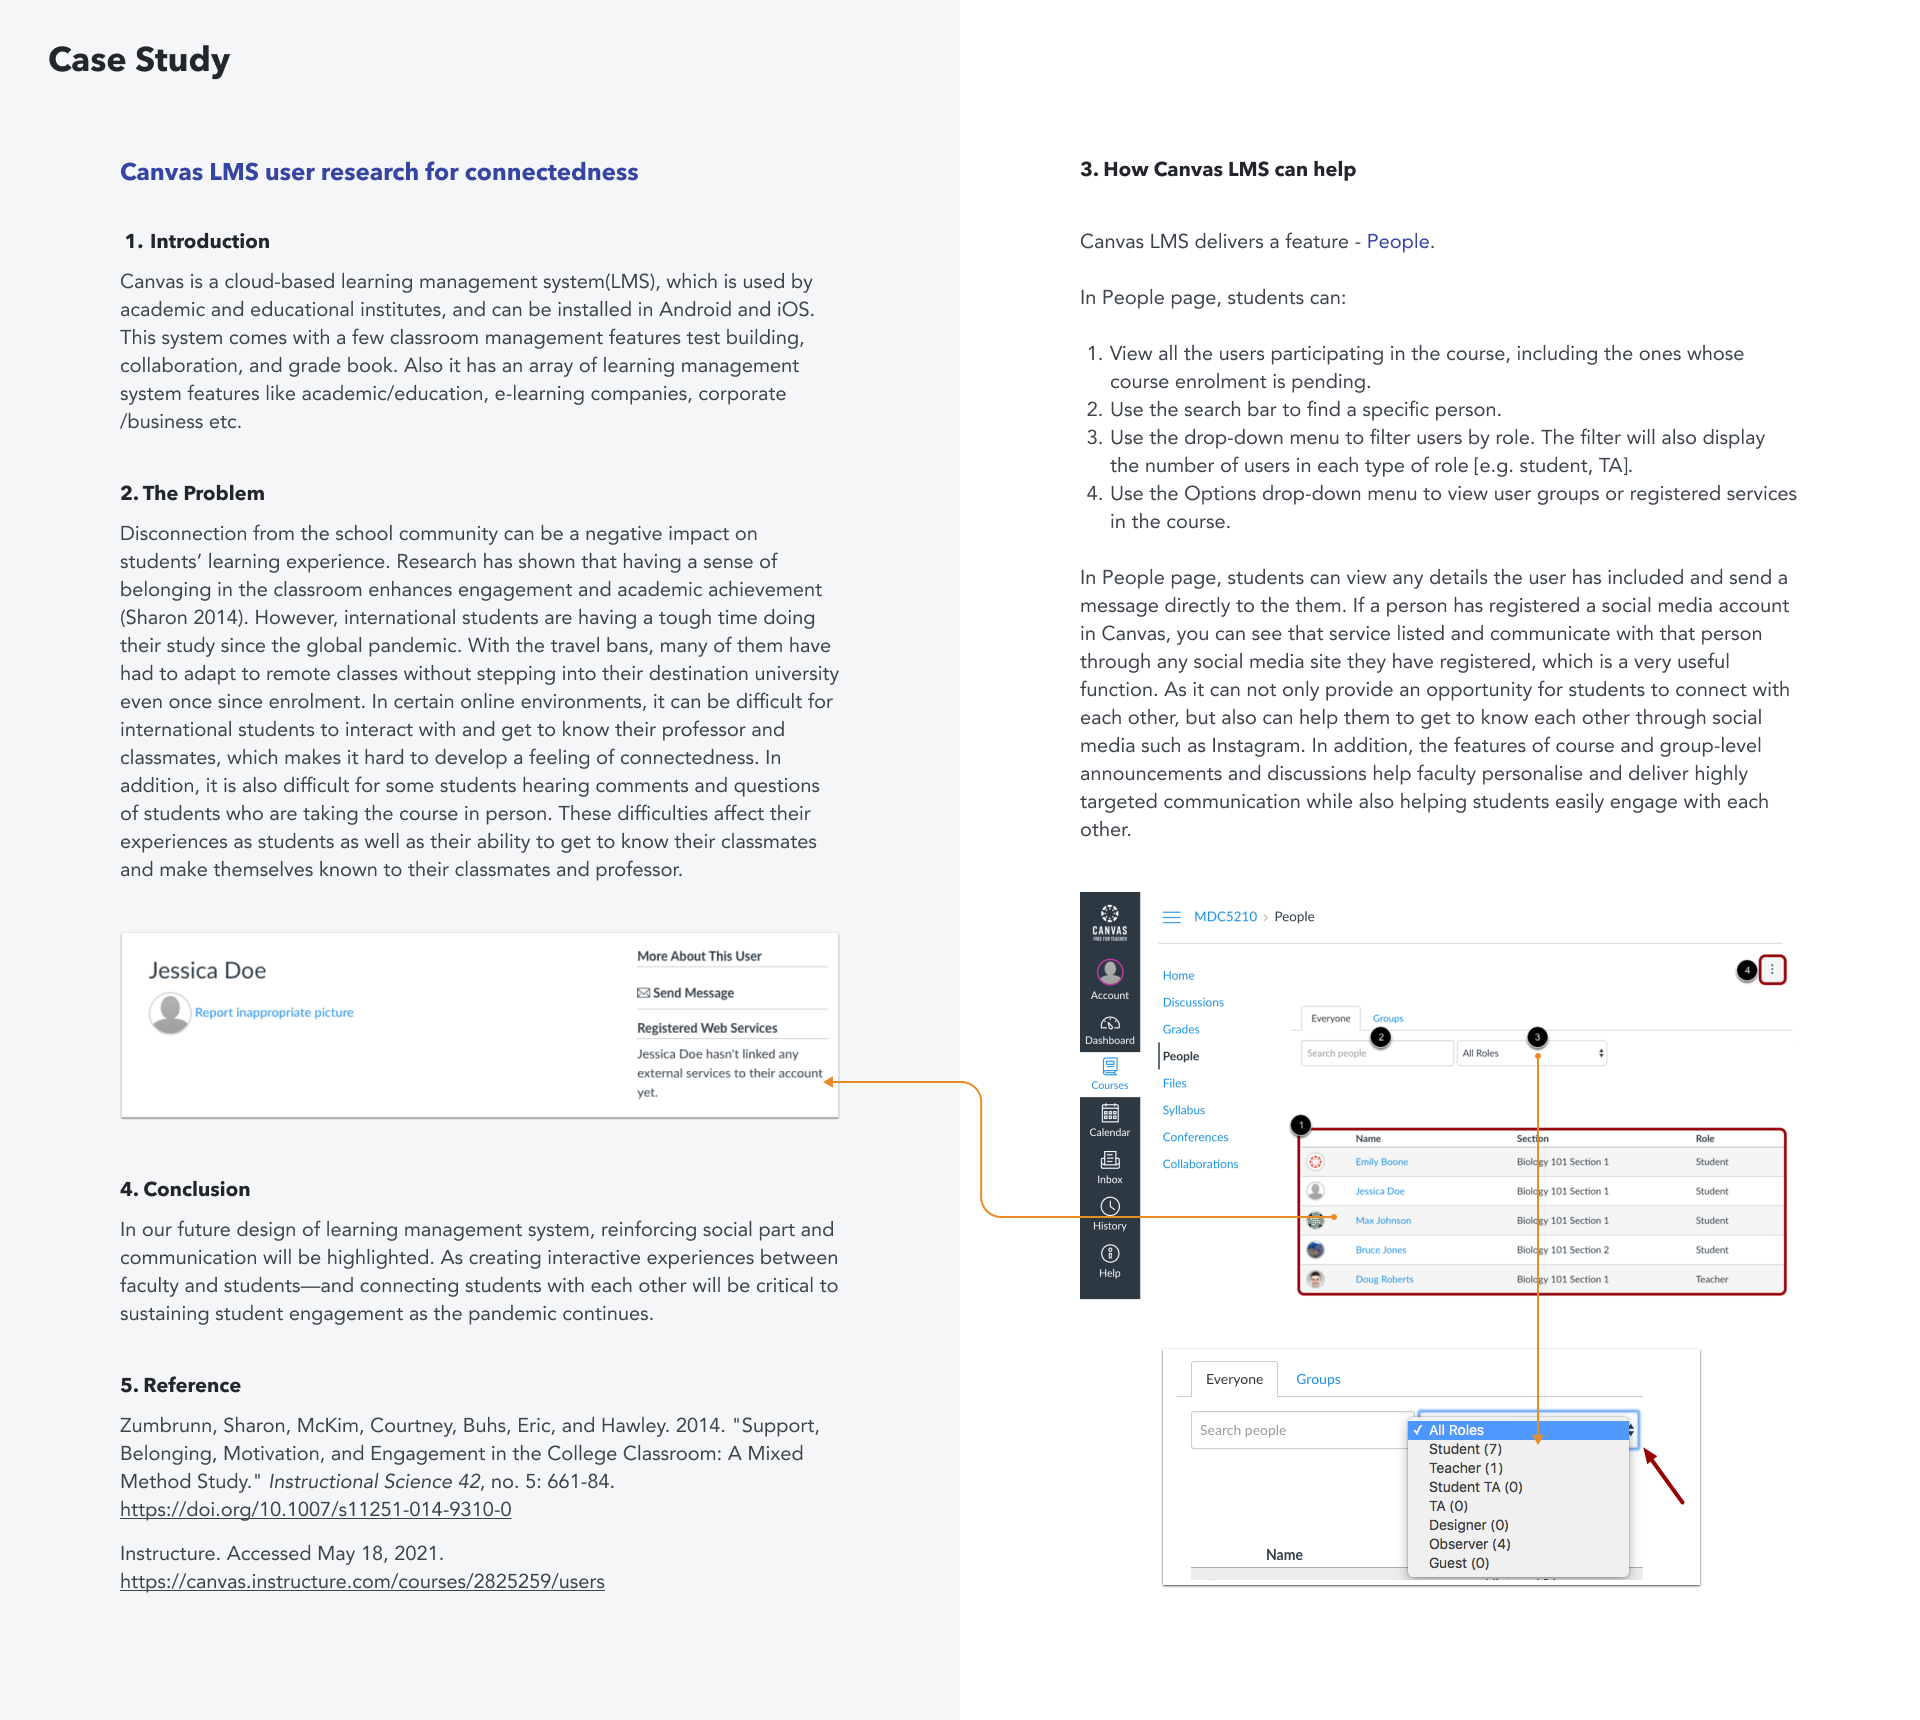 Case Study
Canvas LMS user research for connectedness
1. Introduction
Canvas is a cloud-based learning management system(LMS), which is used by
academic and educational institutes, and can be installed in Android and iOS.
This system comes with a few classroom management features test building,
collaboration, and grade book. Also it has an array of learning management
system features like academic/education, e-learning companies, corporate
/business etc.
2. The Problem
Disconnection from the school community can be a negative impact on
students’ learning experience. Research has shown that having a sense of
belonging in the classroom enhances engagement and academic achievement
(Sharon 2014). However, international students are having a tough time doing
their study since the global pandemic. With the travel bans, many of them have
had to adapt to remote classes without stepping into their destination university
even once since enrolment. In certain online environments, it can be difficult for
international students to interact with and get to know their professor and
classmates, which makes it hard to develop a feeling of connectedness. In
addition, it is also difficult for some students hearing comments and questions
of students who are taking the course in person. These difficulties affect their
experiences as students as well as their ability to get to know their classmates
and make themselves known to their classmates and professor.
Jessica Doe
Report inappropriate picture
More About This User
Send Message
Registered Web Services
Jessica Doe hasn't linked any
external services to their account
yet.
4. Conclusion
In our future design of learning management system, reinforcing social part and
communication will be highlighted. As creating interactive experiences between
faculty and students—and connecting students with each other will be critical to
sustaining student engagement as the pandemic continues.
5. Reference
Zumbrunn, Sharon, McKim, Courtney, Buhs, Eric, and Hawley. 2014. "Support,
Belonging, Motivation, and Engagement in the College Classroom: A Mixed
Method Study." Instructional Science 42, no. 5: 661-84.
https://doi.org/10.1007/s11251-014-9310-0
Instructure. Accessed May 18, 2021.
https://canvas.instructure.com/courses/2825259/users
3. How Canvas LMS can help
Canvas LMS delivers a feature - People.
In People page, students can:
1. View all the users participating in the course, including the ones whose
course enrolment is pending.
2. Use the search bar to find a specific person.
3. Use the drop-down menu to filter users by role. The filter will also display
the number of users in each type of role [e.g. student, TA].
4. Use the Options drop-down menu to view user groups or registered services
in the course.
In People page, students can view any details the user has included and send a
message directly to the them. If a person has registered a social media account
in Canvas, you can see that service listed and communicate with that person
through any social media site they have registered, which is a very useful
function. As it can not only provide an opportunity for students to connect with
each other, but also can help them to get to know each other through social
media such as Instagram. In addition, the features of course and group-level
announcements and discussions help faculty personalise and deliver highly
targeted communication while also helping students easily engage with each
other.
CANVAS
FREE FOR TEACHER
Account
Dashboard
Courses
Calendar
Inbox
History
Help
MDC5210 › People
Home
Discussions
Grades
People
Files
Syllabus
Conferences
Collaborations
4
Everyone Groups
2 3
Search people All Roles
1
Name Section Role
Emily Boone Biology 101 Section 1 Student
Jessica Doe Biology 101 Section 1 Student
Max Johnson Biology 101 Section 1 Student
Bruce Jones Biology 101 Section 2 Student
Doug Roberts Biology 101 Section 1 Teacher
Everyone Groups
Search people
✓ All Roles
Student (7)
Teacher (1)
Student TA (0)
TA (0)
Designer (0)
Observer (4)
Guest (0)
Name